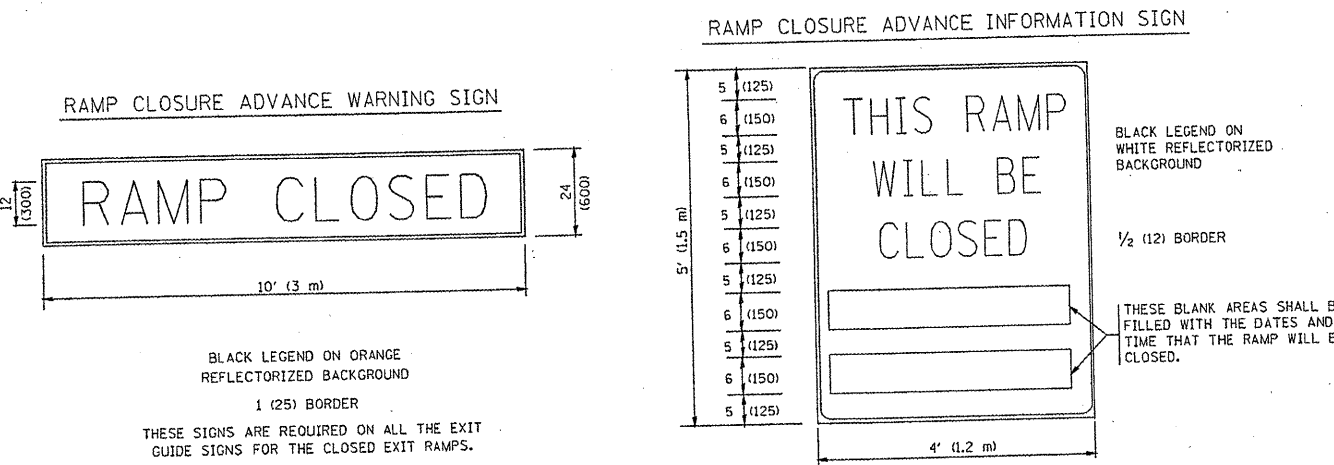 RAMP CLOSURE ADVANCE WARNING SIGN
RAMP CLOSED
12
(300)
24
(600)
10' (3 m)
BLACK LEGEND ON ORANGE
REFLECTORIZED BACKGROUND
1 (25) BORDER
THESE SIGNS ARE REQUIRED ON ALL THE EXIT
GUIDE SIGNS FOR THE CLOSED EXIT RAMPS.
RAMP CLOSURE ADVANCE INFORMATION SIGN
5' (1.5 m)
5 (125)
6 (150)
5 (125)
6 (150)
5 (125)
6 (150)
5 (125)
6 (150)
5 (125)
6 (150)
5 (125)
THIS RAMP
WILL BE
CLOSED
4' (1.2 m)
BLACK LEGEND ON
WHITE REFLECTORIZED
BACKGROUND
1/2 (12) BORDER
THESE BLANK AREAS SHALL
FILLED WITH THE DATES AND
TIME THAT THE RAMP WILL
CLOSED.